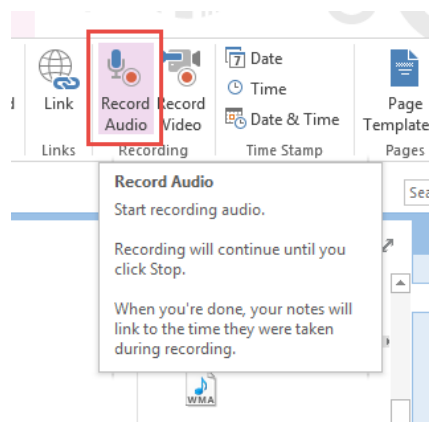 Link
Record Audio
Record Video
7 Date
Time
Date & Time
Page Template
Links
Recording
Time Stamp
Pages
Record Audio
Start recording audio.
Recording will continue until you
click Stop.
When you're done, your notes will
link to the time they were taken
during recording.
WMA